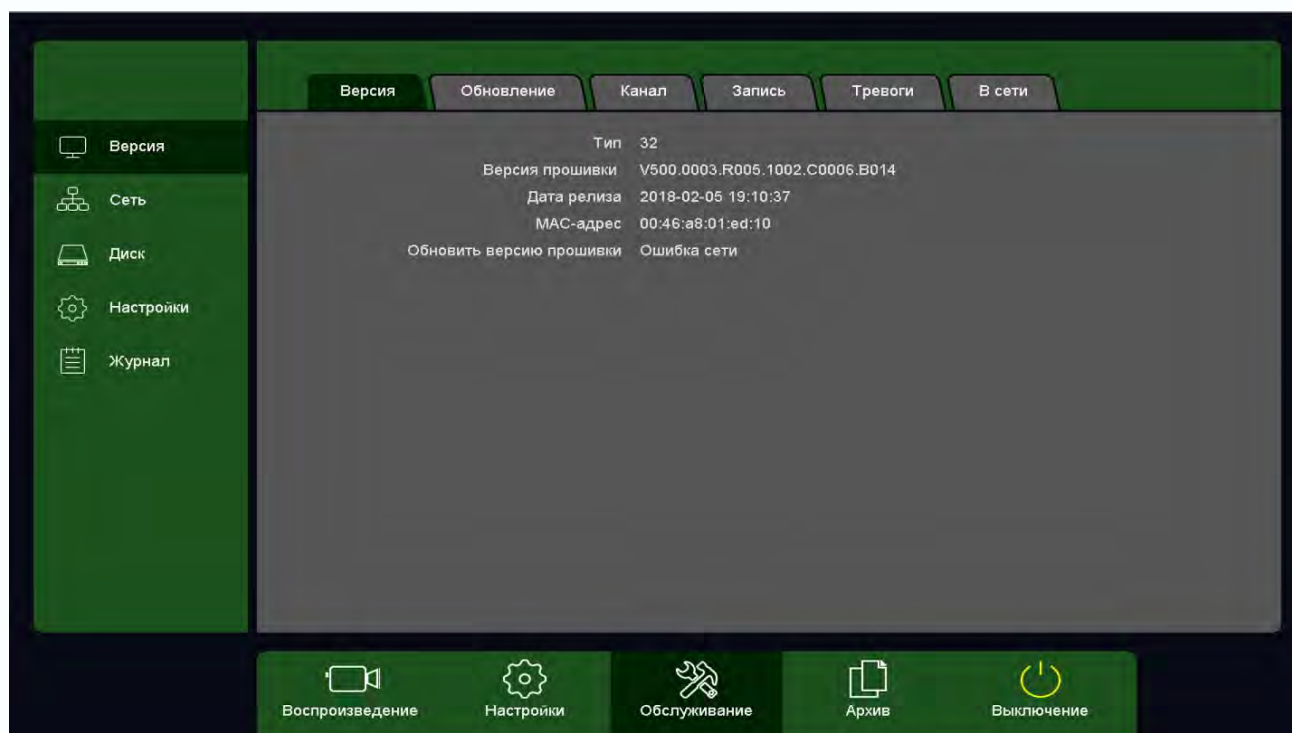 Версия Обновление Канал Запись Тревоги В сети
Версия
Сеть
Диск
Настройки
Журнал
Тип 32
Версия прошивки V500.0003.R005.1002.C0006.B014
Дата релиза 2018-02-05 19:10:37
MAC-адрес 00:46:a8:01:ed:10
Обновить версию прошивки Ошибка сети
Воспроизведение Настройки Обслуживание Архив Выключение